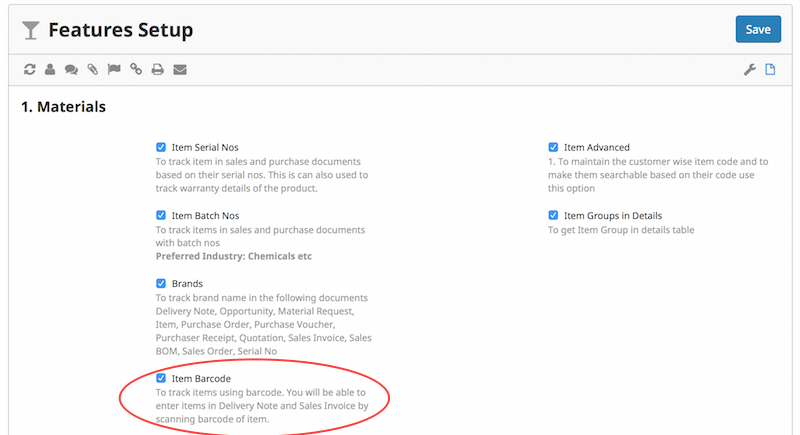 Features Setup
Save
1. Materials
Item Serial Nos
To track item in sales and purchase documents
based on their serial nos. This is can also used to
track warranty details of the product.
Item Batch Nos
To track items in sales and purchase documents
with batch nos
Preferred Industry: Chemicals etc
Brands
To track brand name in the following documents
Delivery Note, Opportunity, Material Request,
Item, Purchase Order, Purchase Voucher,
Purchaser Receipt, Quotation, Sales Invoice, Sales
BOM, Sales Order, Serial No
Item Barcode
To track items using barcode. You will be able to
enter items in Delivery Note and Sales Invoice by
scanning barcode of item.
Item Advanced
1. To maintain the customer wise item code and to
make them searchable based on their code use
this option
Item Groups in Details
To get Item Group in details table